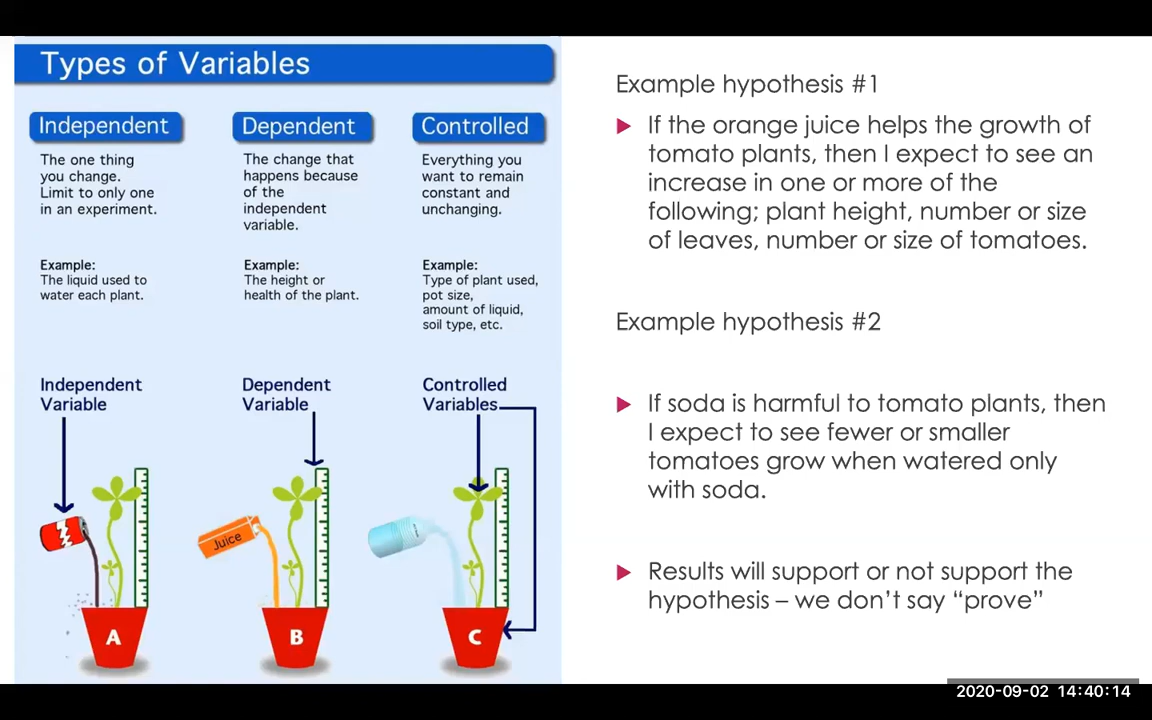 Types of Variables
Independent
The one thing
you change.
Limit to only one
in an experiment.
Example:
The liquid used to
water each plant.
Dependent
The change that
happens because
of the
independent
variable.
Example:
The height or
health of the plant.
Controlled
Everything you
want to remain
constant and
unchanging.
Example:
Type of plant used,
pot size,
amount of liquid,
soil type, etc.
Independent
Variable
Dependent
Variable
Controlled
Variables
Juice
A
B
C
Example hypothesis #1
If the orange juice helps the growth of
tomato plants, then I expect to see an
increase in one or more of the
following; plant height, number or size
of leaves, number or size of tomatoes.
Example hypothesis #2
If soda is harmful to tomato plants, then
I expect to see fewer or smaller
tomatoes grow when watered only
with soda.
Results will support or not support the
hypothesis – we don’t say “prove”
2020-09-02 14:40:14